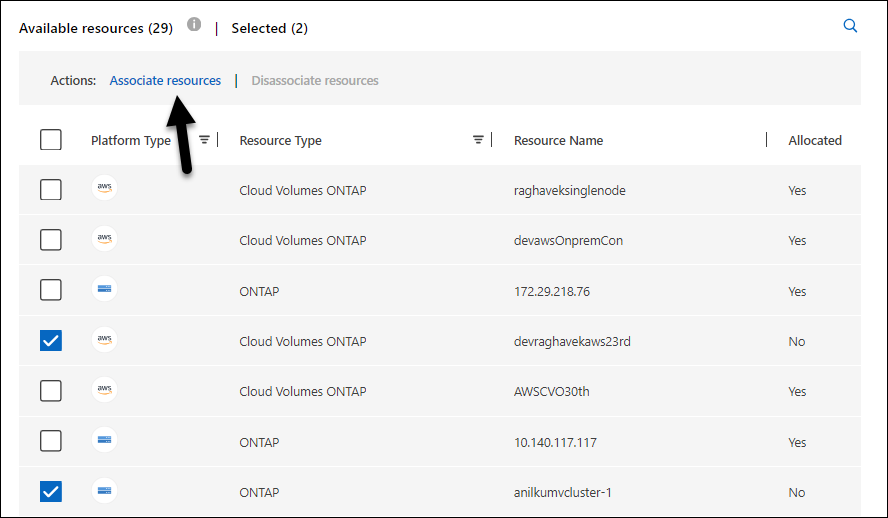 Available resources (29) i | Selected (2)
Actions: Associate resources | Disassociate resources
Platform Type Resource Type Resource Name Allocated
aws Cloud Volumes ONTAP raghaveksinglenode Yes
aws Cloud Volumes ONTAP devawsOnpremCon Yes
ONTAP 172.29.218.76 Yes
aws Cloud Volumes ONTAP devraghavekaws23rd No
aws Cloud Volumes ONTAP AWSCVO30th Yes
ONTAP 10.140.117.117 Yes
ONTAP anilkumvcluster-1 No